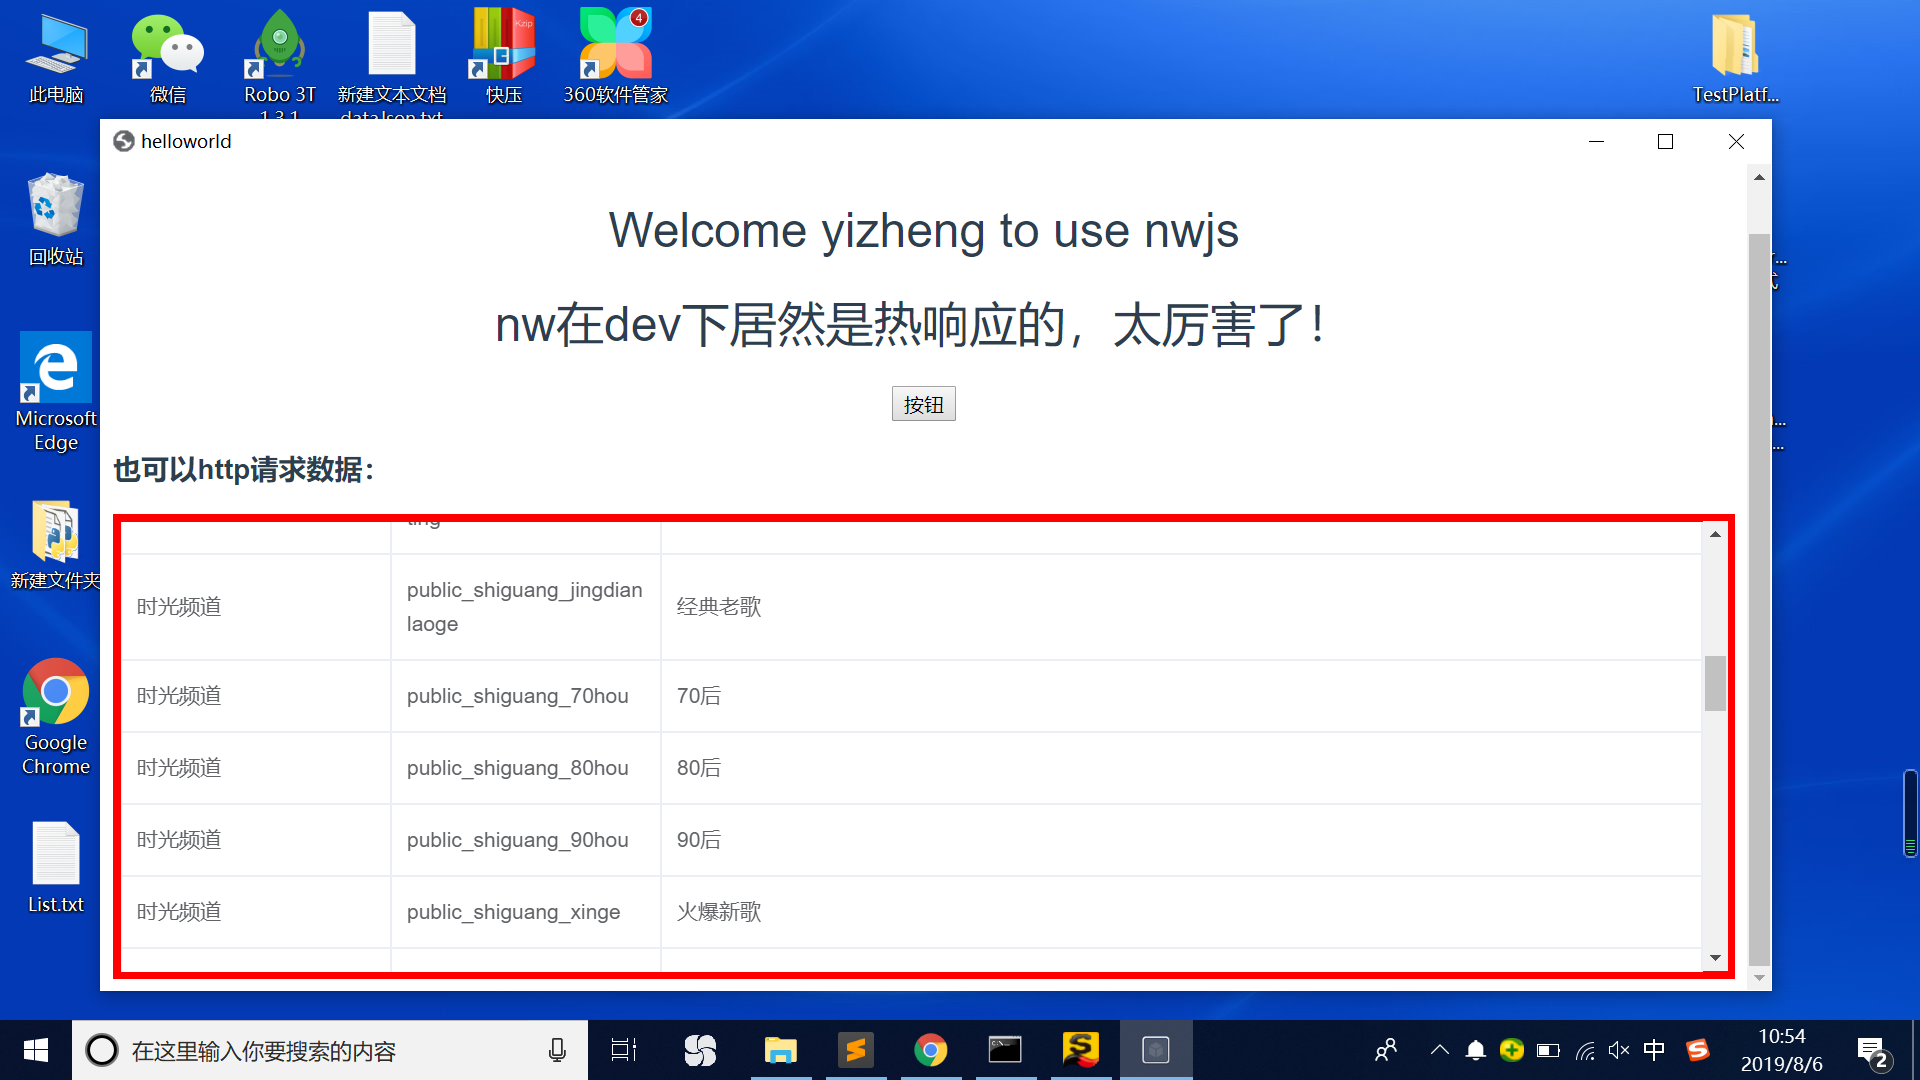 此电脑
微信
Robo 3T
1.3.1
新建文本文档
dataJson.txt
快压
Kzip
360软件管家
4
TestPlatf...
helloworld
回收站
Welcome yizheng to use nwjs
nw在dev下居然是热响应的，太厉害了！
按钮
Microsoft
Edge
也可以http请求数据：
ting
时光频道
public_shiguang_jingdian
laoge
经典老歌
新建文件夹
时光频道
public_shiguang_70hou
70后
时光频道
public_shiguang_80hou
80后
Google
Chrome
时光频道
public_shiguang_90hou
90后
时光频道
public_shiguang_xinge
火爆新歌
List.txt
在这里输入你要搜索的内容
中
10:54
2019/8/6
2